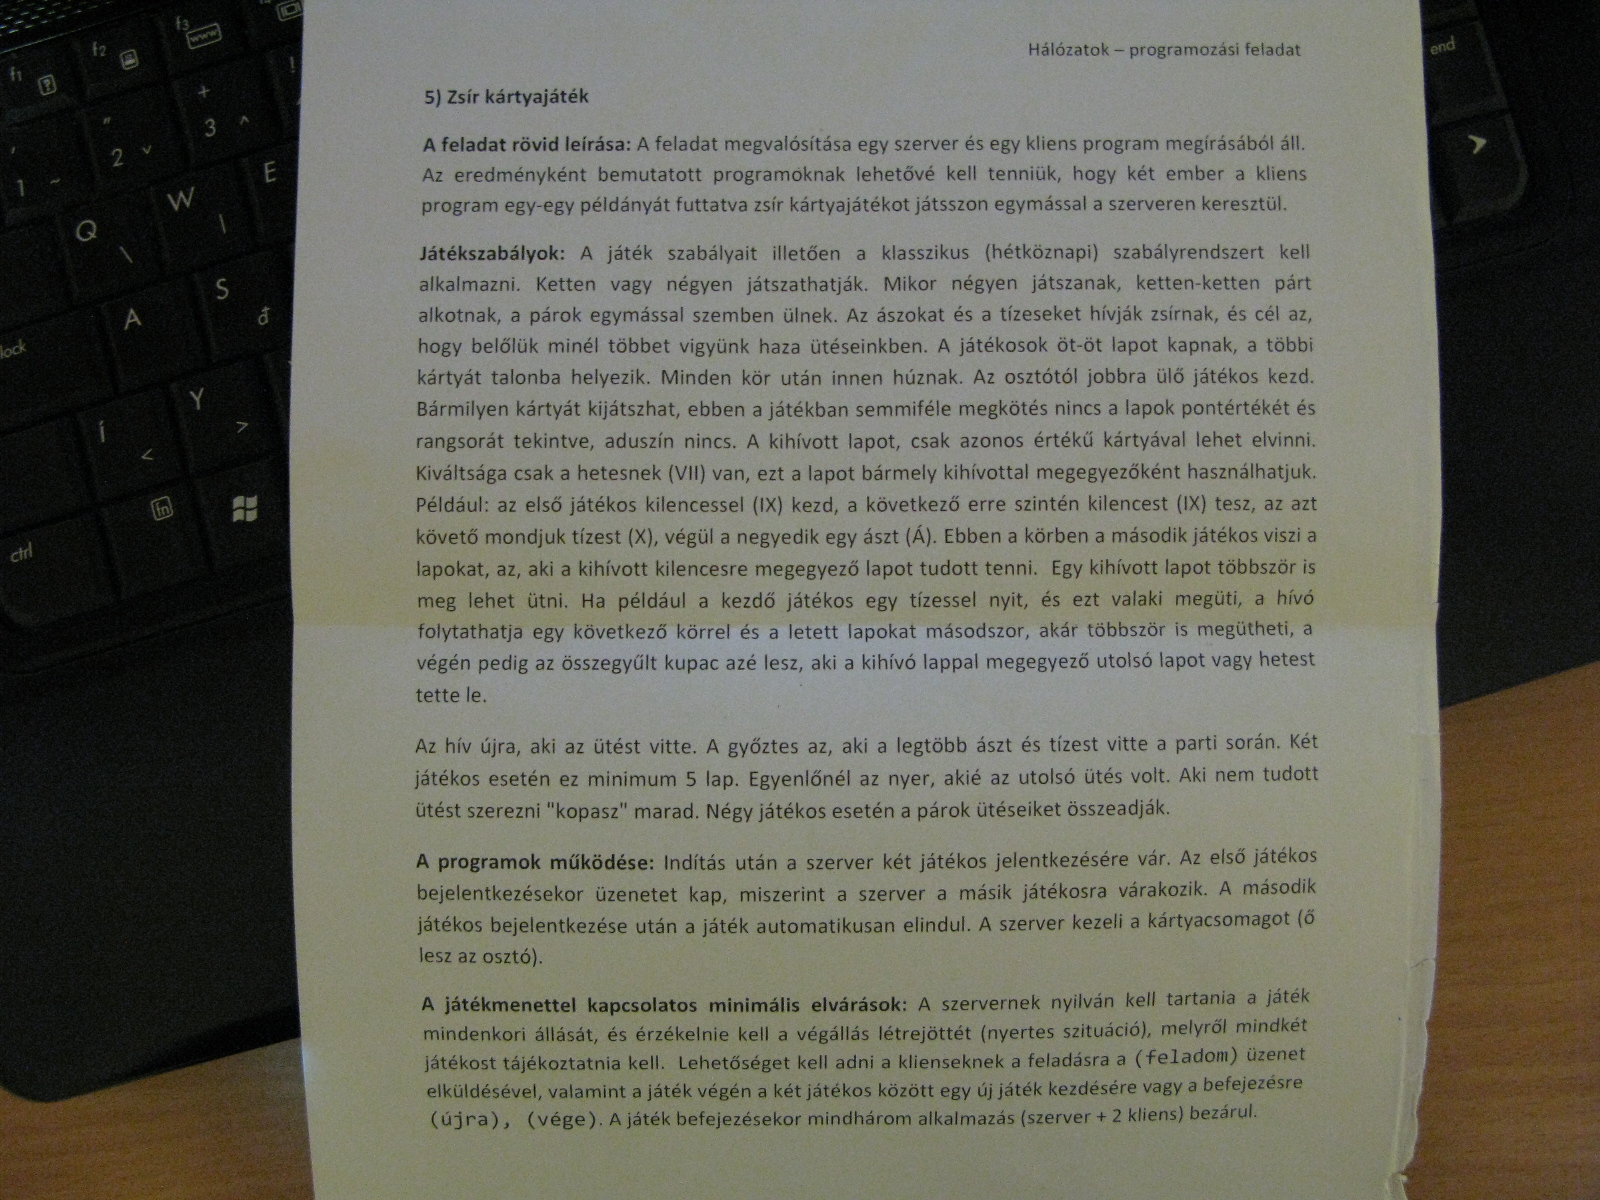 Hálózatok – programozási feladat
5) Zsír kártyajáték
A feladat rövid leírása: A feladat megvalósítása egy szerver és egy kliens program megírásából áll.
Az eredményként bemutatott programoknak lehetővé kell tenniük, hogy két ember a kliens
program egy-egy példányát futtatva zsír kártyajátékot játsszon egymással a szerveren keresztül.
Játékszabályok: A játék szabályait illetően a klasszikus (hétköznapi) szabályrendszert kell
alkalmazni. Ketten vagy négyen játszathatják. Mikor négyen játszanak, ketten-ketten párt
alkotnak, a párok egymással szemben ülnek. Az ászokat és a tízeseket hívják zsírnak, és cél az,
hogy belőlük minél többet vigyünk haza ütéseinkben. A játékosok öt-öt lapot kapnak, a többi
kártyát talonba helyezik. Minden kör után innen húznak. Az osztótól jobbra ülő játékos kezd.
Bármilyen kártyát kijátszhat, ebben a játékban semmiféle megkötés nincs a lapok pontértékét és
rangsorát tekintve, aduszín nincs. A kihívott lapot, csak azonos értékű kártyával lehet elvinni.
Kiváltsága csak a hetesnek (VII) van, ezt a lapot bármely kihívottal megegyezőként használhatjuk.
Például: az első játékos kilencessel (IX) kezd, a következő erre szintén kilencest (IX) tesz, az azt
követő mondjuk tízest (X), végül a negyedik egy ászt (Á). Ebben a körben a második játékos viszi a
lapokat, az, aki a kihívott kilencesre megegyező lapot tudott tenni. Egy kihívott lapot többször is
meg lehet ütni. Ha például a kezdő játékos egy tízessel nyit, és ezt valaki megüti, a hívó
folytathatja egy következő körrel és a letett lapokat másodszor, akár többször is megütheti, a
végén pedig az összegyűlt kupac azé lesz, aki a kihívó lappal megegyező utolsó lapot vagy hetest
tette le.
Az hív újra, aki az ütést vitte. A győztes az, aki a legtöbb ászt és tízest vitte a parti során. Két
játékos esetén ez minimum 5 lap. Egyenlőnél az nyer, akié az utolsó ütés volt. Aki nem tudott
ütést szerezni "kopasz" marad. Négy játékos esetén a párok ütéseiket összeadják.
A programok működése: Indítás után a szerver két játékos jelentkezésére vár. Az első játékos
bejelentkezésekor üzenetet kap, miszerint a szerver a másik játékosra várakozik. A második
játékos bejelentkezése után a játék automatikusan elindul. A szerver kezeli a kártyacsomagot (ő
lesz az osztó).
A játékmenettel kapcsolatos minimális elvárások: A szervernek nyilván kell tartania a játék
mindenkori állását, és érzékelnie kell a végállás létrejöttét (nyertes szituáció), melyről mindkét
játékost tájékoztatnia kell. Lehetőséget kell adni a klienseknek a feladásra a (feladom) üzenet
elküldésével, valamint a játék végén a két játékos között egy új játék kezdésére vagy a befejezésre
(újra), (vége). A játék befejezésekor mindhárom alkalmazás (szerver + 2 kliens) bezárul.
f1
f2
f3
www
end
1 ~
2
+
3 ^
Q \
W |
E
A
S
đ
lock
Í
<
Y
>
ctrl
fn